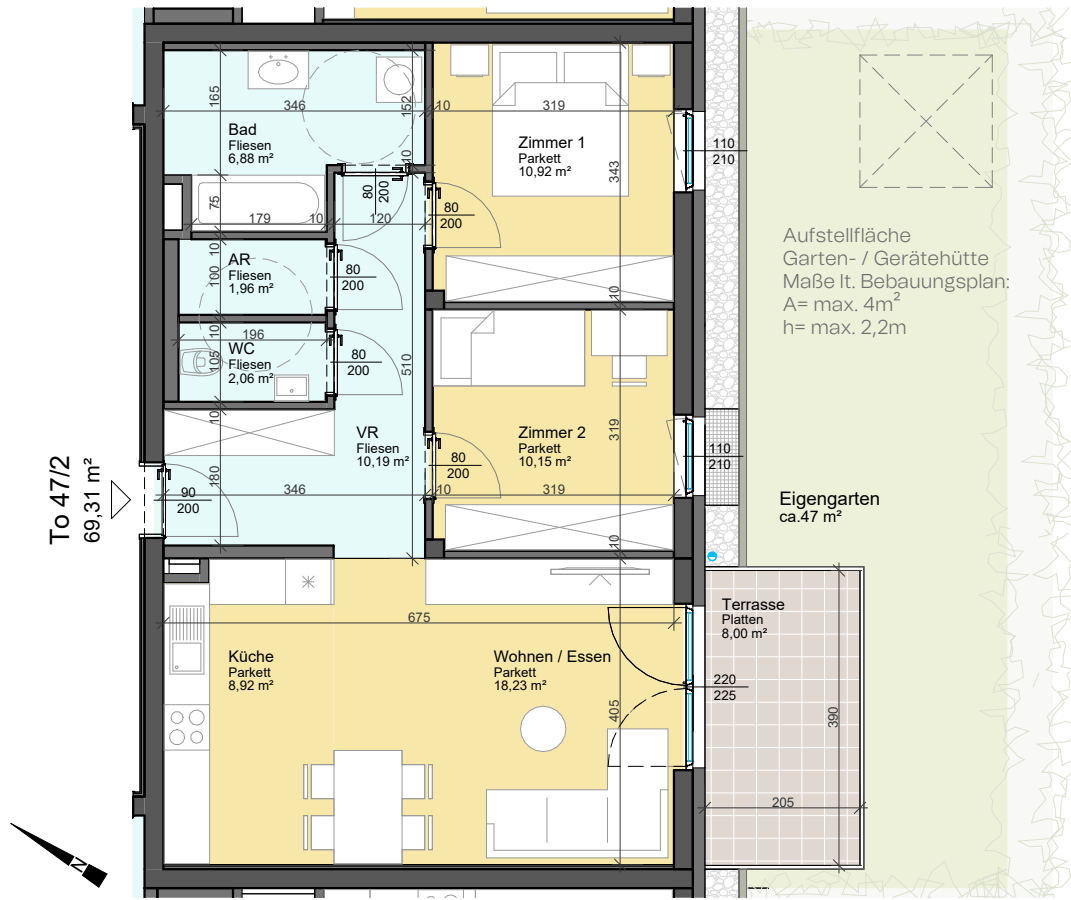 165
346
152
10
319
Bad
Fliesen
6,88 m²
10
Zimmer 1
Parkett
10,92 m²
343
110
210
80
200
75
179
10
120
80
200
10
AR
Fliesen
1,96 m²
100
80
200
10
10
196
WC
Fliesen
2,06 m²
105
80
200
510
10
VR
Fliesen
10,19 m²
Zimmer 2
Parkett
10,15 m²
319
110
210
80
200
180
90
200
346
10
319
10
To 47/2
69,31 m²
675
Küche
Parkett
8,92 m²
Wohnen / Essen
Parkett
18,23 m²
405
220
225
Terrasse
Platten
8,00 m²
390
205
Aufstellfläche
Garten- / Gerätehütte
Maße lt. Bebauungsplan:
A= max. 4m²
h= max. 2,2m
Eigengarten
ca.47 m²
N